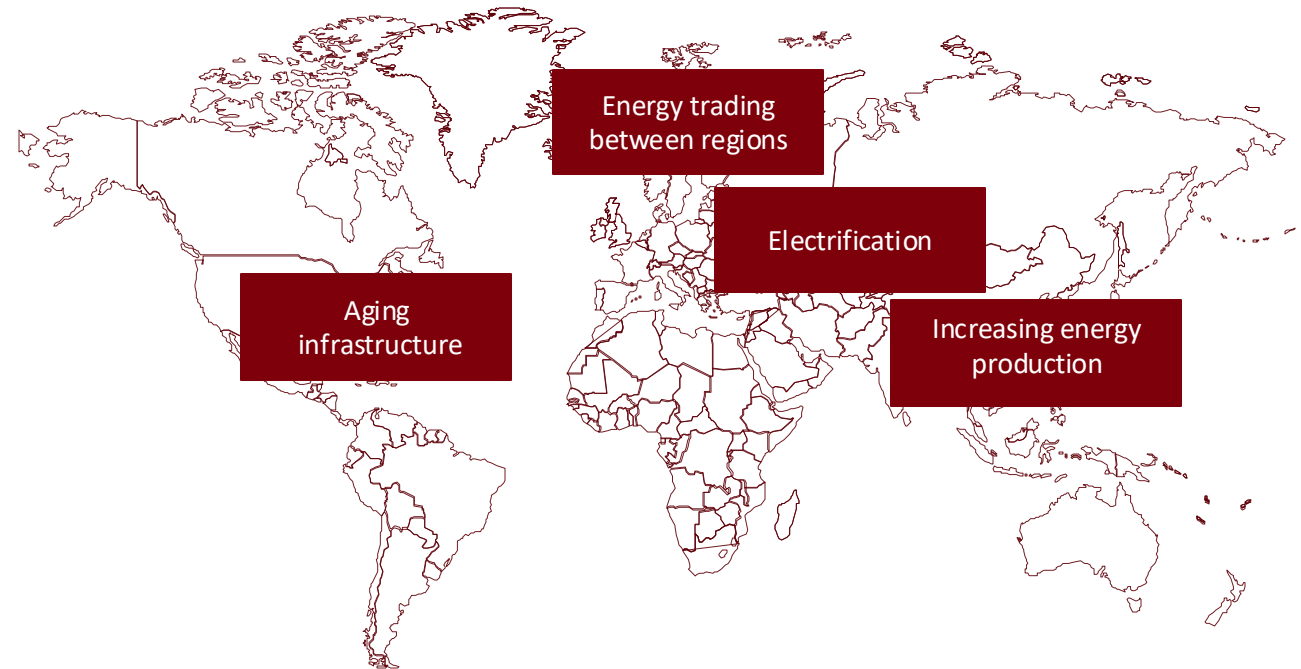 Energy trading
between regions
Electrification
Aging
infrastructure
Increasing energy
production